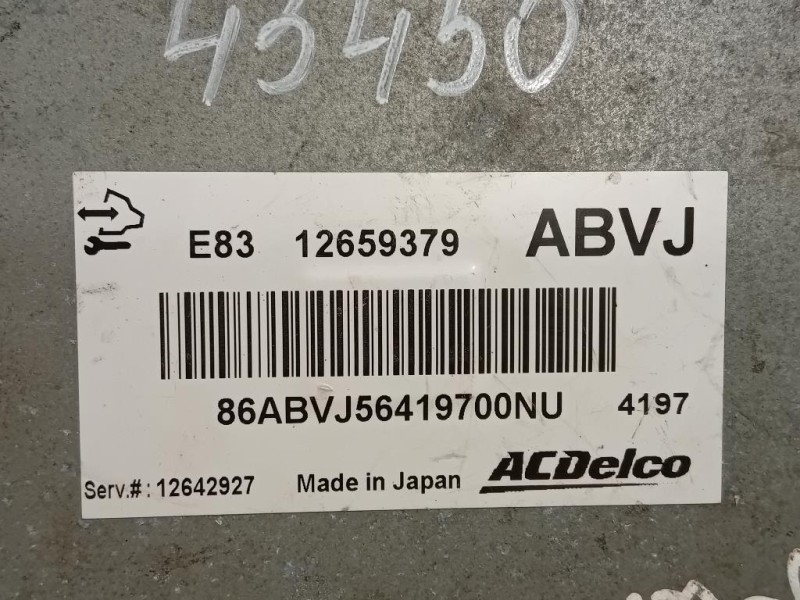 43430
E83 12659379 ABVJ
86ABVJ56419700NU 4197
Serv.#: 12642927 Made in Japan ACDelco